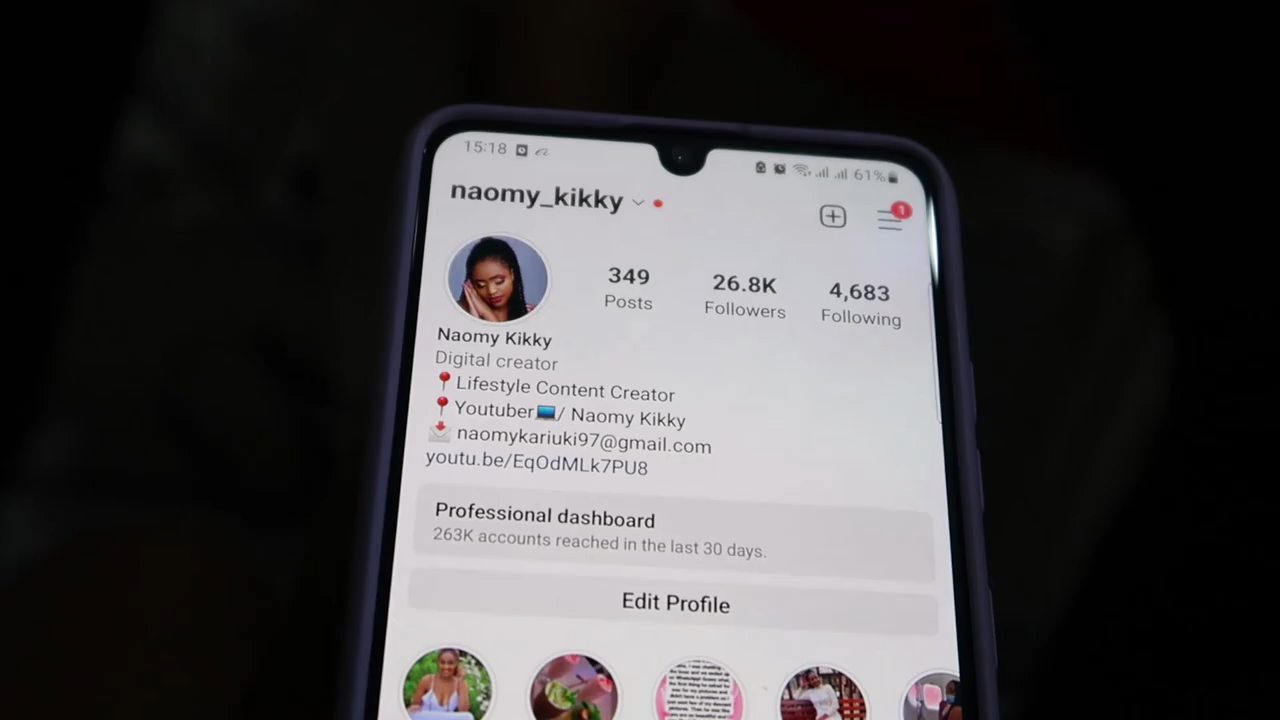 15:18
61%
naomy_kikky
1
349
Posts
26.8K
Followers
4,683
Following
Naomy Kikky
Digital creator
📍Lifestyle Content Creator
📍Youtuber💻/ Naomy Kikky
📩 naomykariuki97@gmail.com
youtu.be/EqOdMLk7PU8
Professional dashboard
263K accounts reached in the last 30 days.
Edit Profile